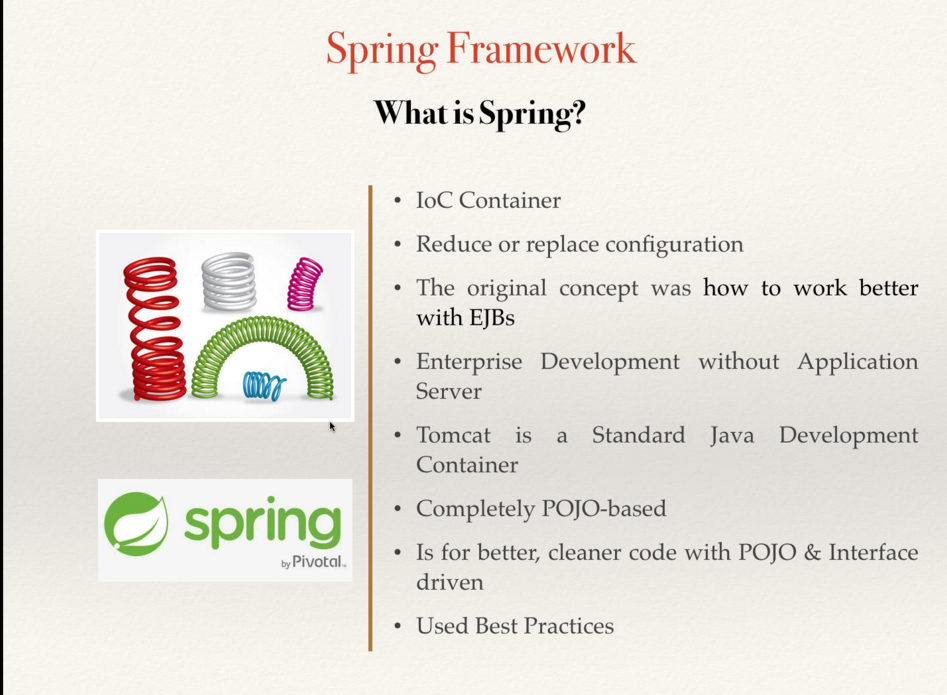 Spring Framework
What is Spring?
• IoC Container
• Reduce or replace configuration
• The original concept was how to work better
with EJBs
• Enterprise Development without Application
Server
• Tomcat is a Standard Java Development
Container
• Completely POJO-based
• Is for better, cleaner code with POJO & Interface
driven
• Used Best Practices
spring
by Pivotal™